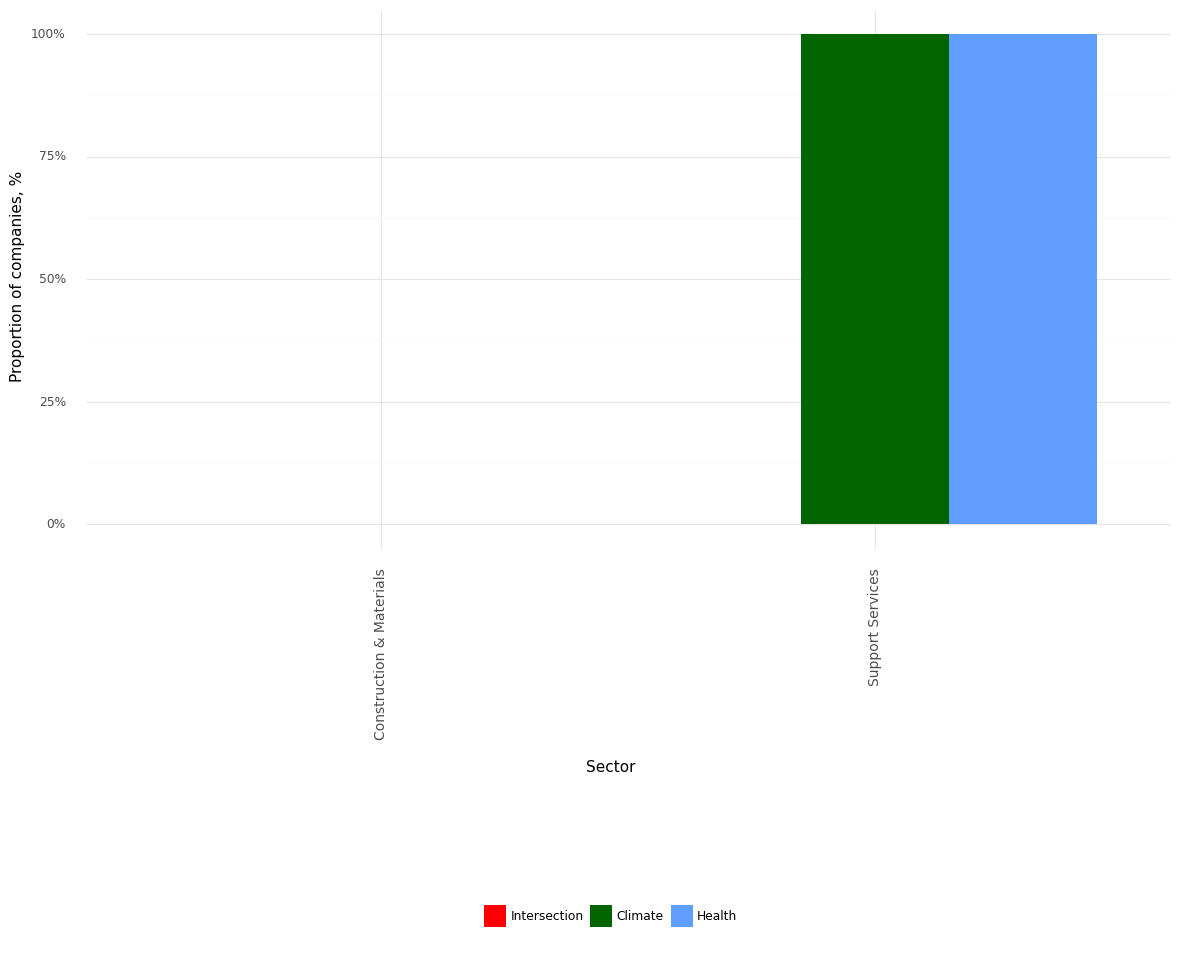 Proportion of companies, %
100%
75%
50%
25%
0%
Construction & Materials
Support Services
Sector
Intersection
Climate
Health